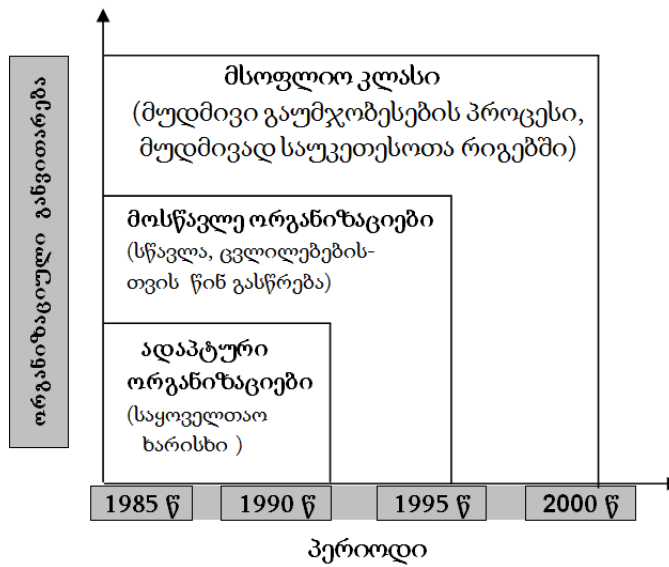 ორგანიზაციული განვითარება
მსოფლიო კლასი
(მუდმივი გაუმჯობესების პროცესი,
მუდმივად საუკეთესოთა რიგებში)
მოსწავლე ორგანიზაციები
(სწავლა, ცვლილებების-
თვის წინ გასწრება)
ადაპტური
ორგანიზაციები
(საყოველთაო
ხარისხი )
1985 წ 1990 წ 1995 წ 2000 წ
პერიოდი